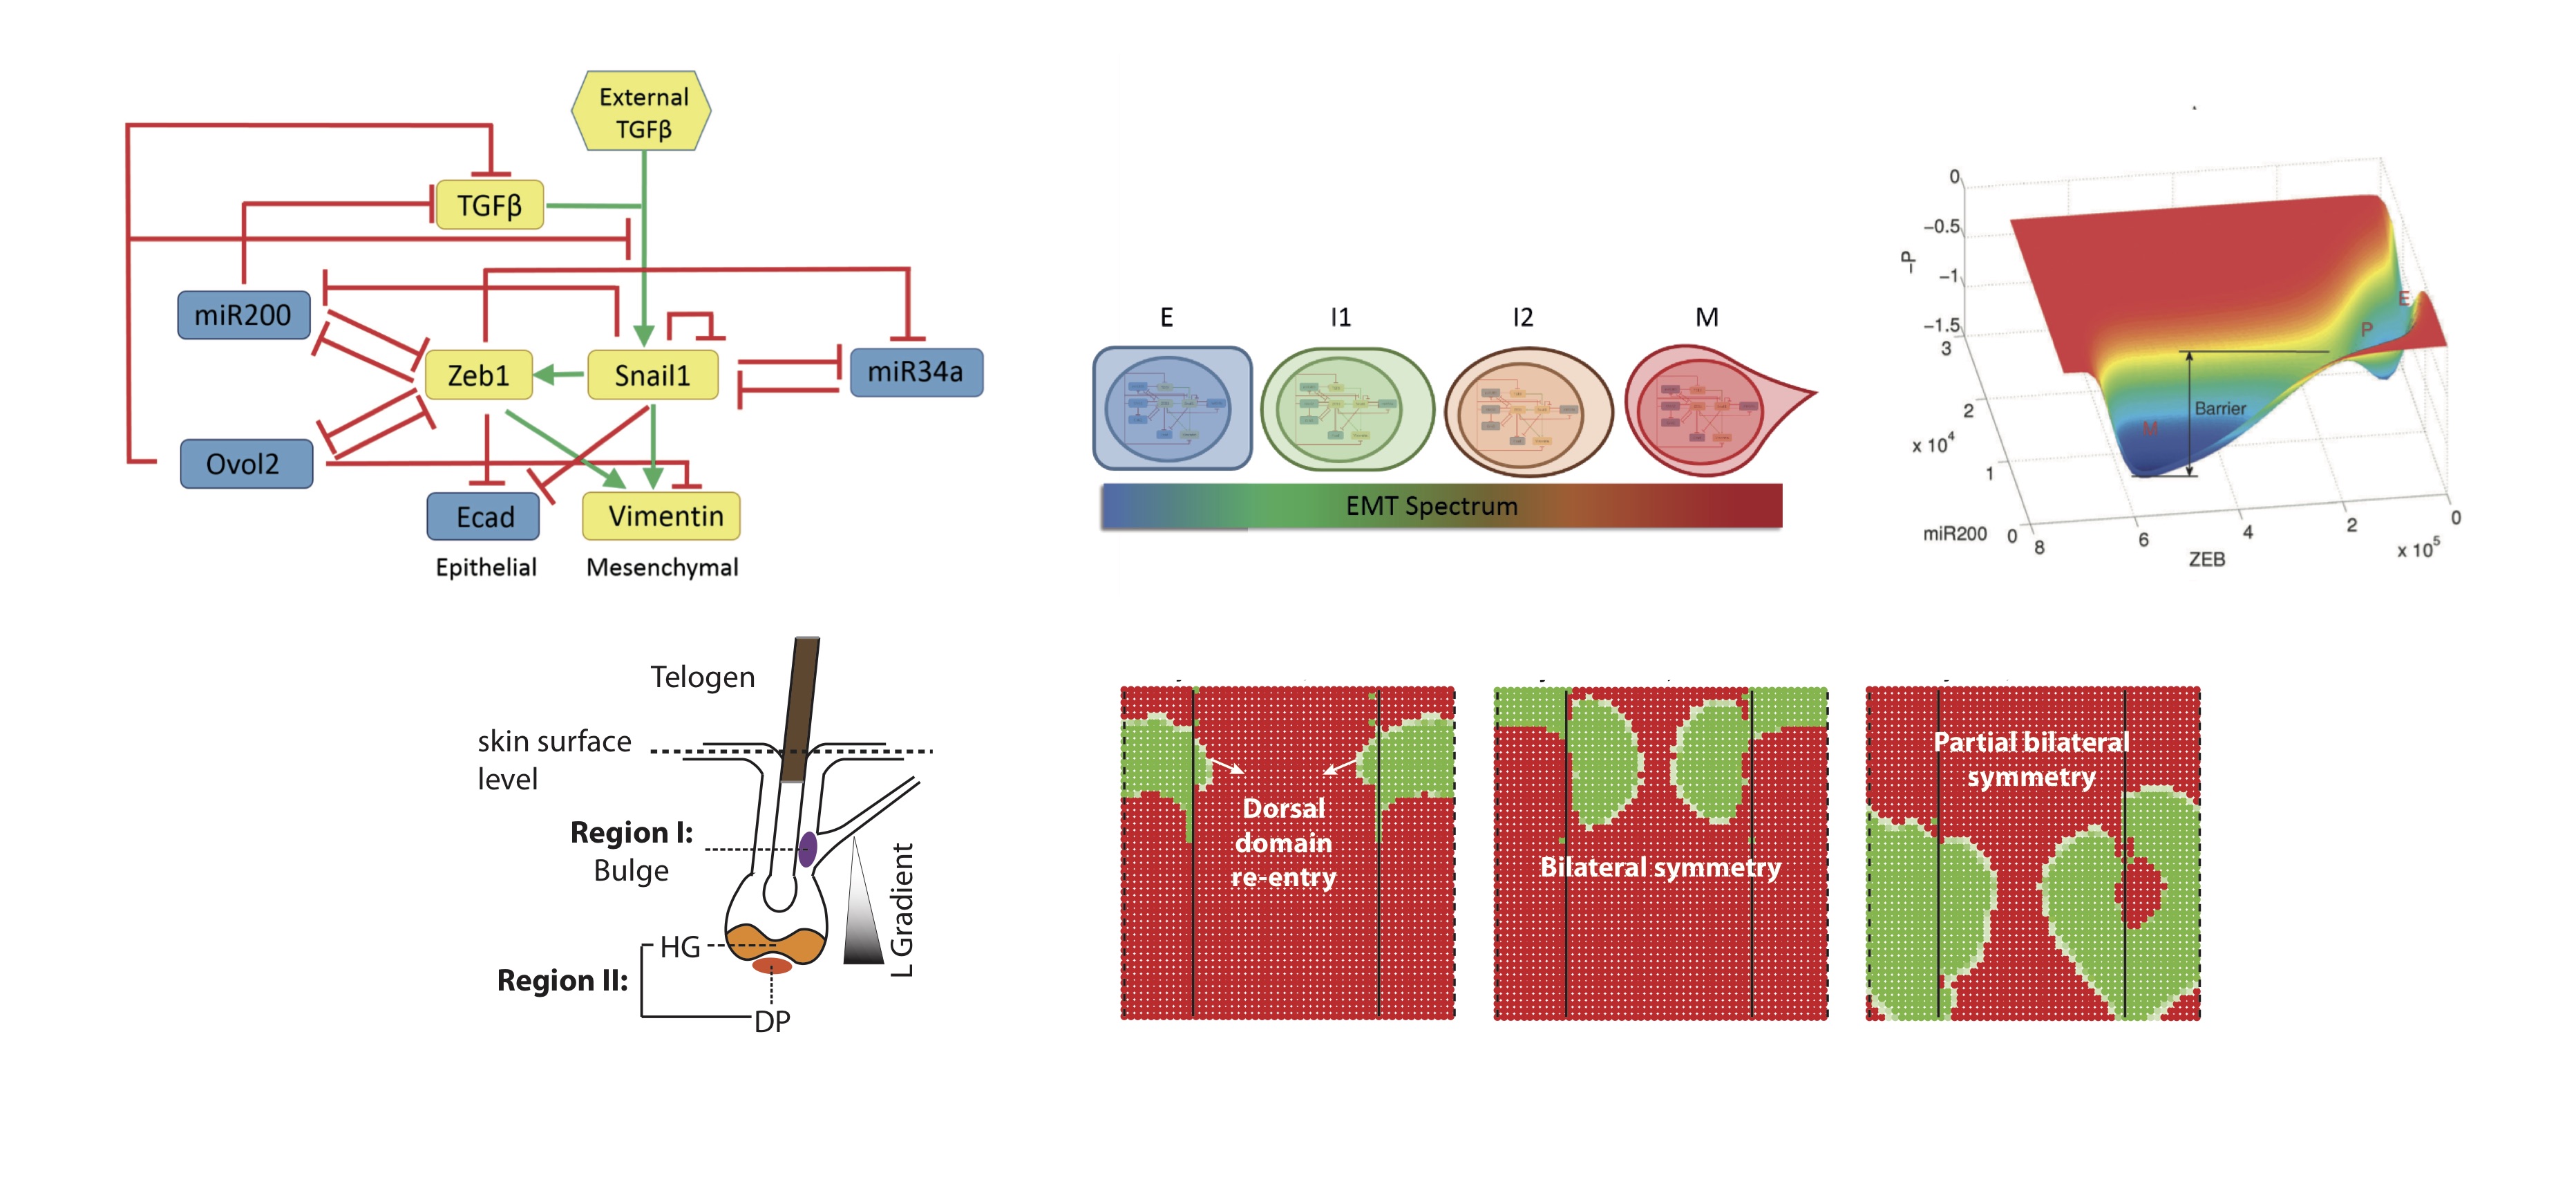 External
TGFβ
TGFβ
miR200
Zeb1
Snail1
miR34a
Ovol2
Ecad
Vimentin
Epithelial
Mesenchymal
E
I1
I2
M
EMT Spectrum
0
−0.5
−1
−1.5
−P
3
2
1
0
x 10^4
miR200
8
6
4
2
0
x 10^5
ZEB
E
P
M
Barrier
Telogen
skin surface
level
Region I:
Bulge
HG
Region II:
DP
L Gradient
Dorsal
domain
re-entry
Bilateral symmetry
Partial bilateral
symmetry